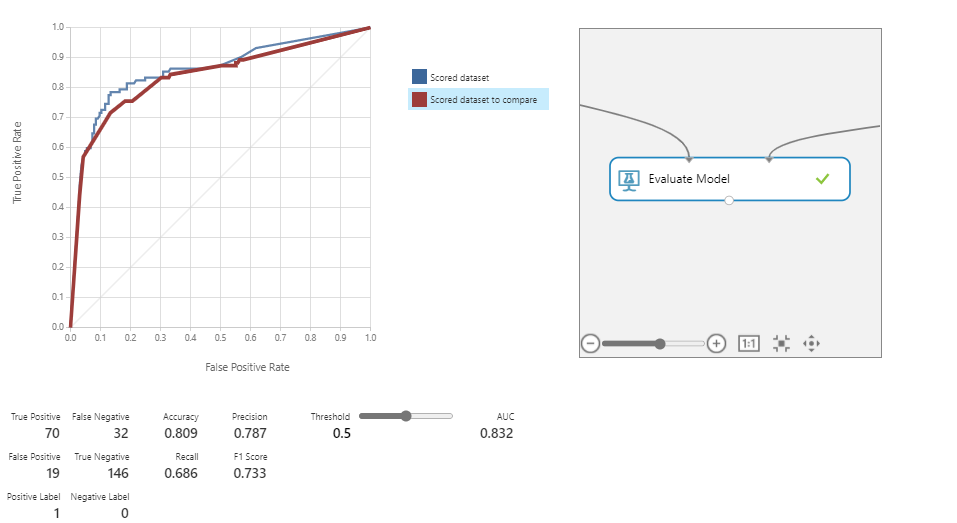 1.0
0.9
0.8
0.7
0.6
0.5
0.4
0.3
0.2
0.1
0.0
True Positive Rate
0.0 0.1 0.2 0.3 0.4 0.5 0.6 0.7 0.8 0.9 1.0
False Positive Rate
Scored dataset
Scored dataset to compare
Evaluate Model
1:1
True Positive False Negative Accuracy Precision Threshold AUC
70 32 0.809 0.787 0.5 0.832
False Positive True Negative Recall F1 Score
19 146 0.686 0.733
Positive Label Negative Label
1 0